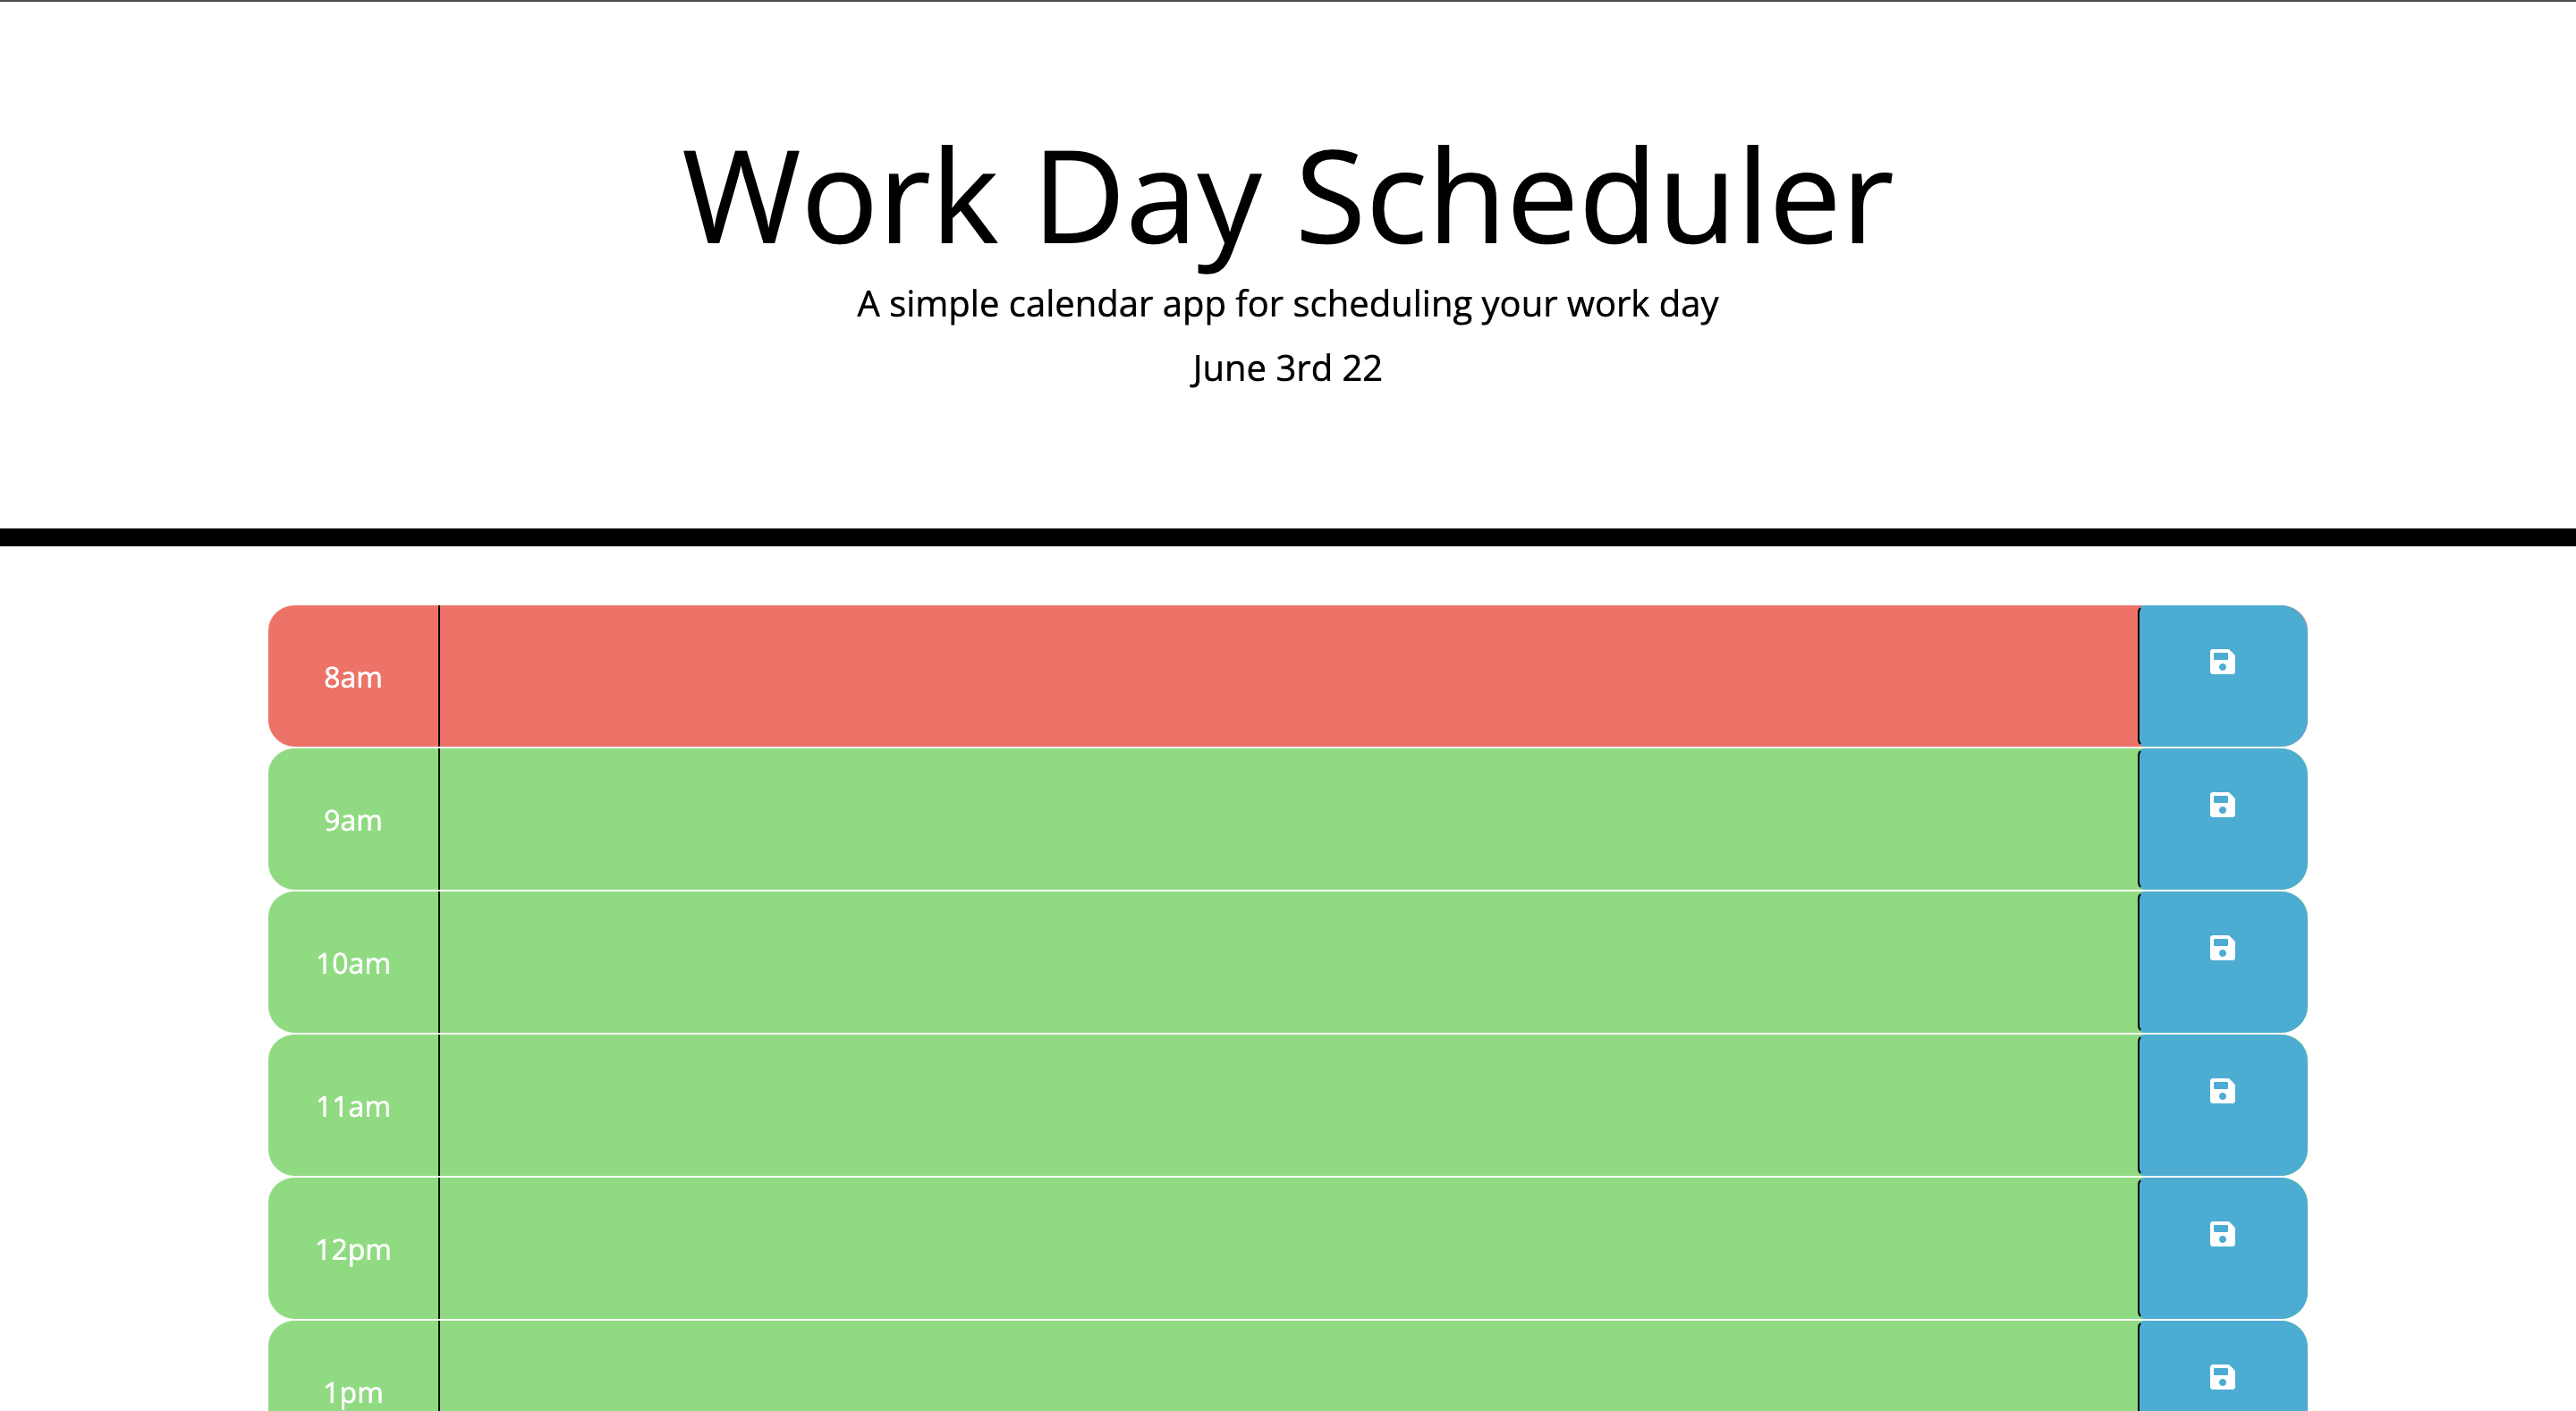 Work Day Scheduler
A simple calendar app for scheduling your work day
June 3rd 22
8am
9am
10am
11am
12pm
1pm